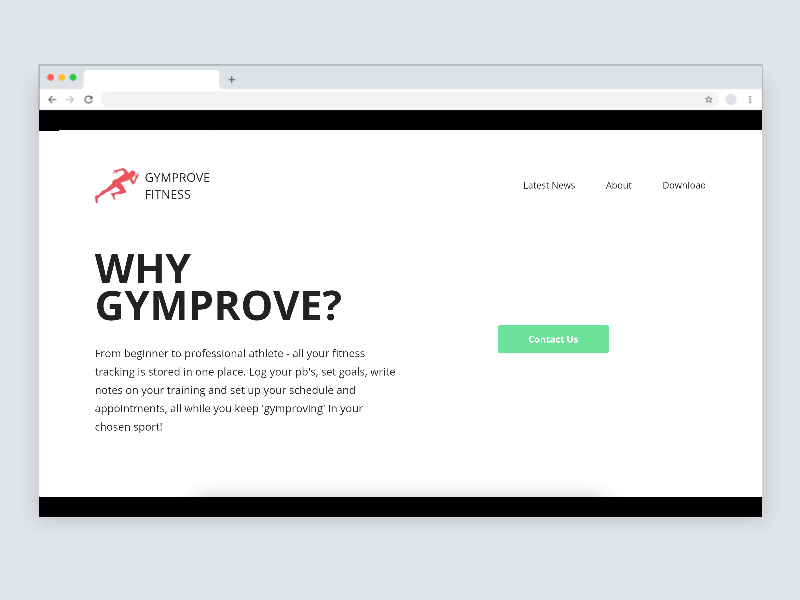 GYMPROVE
FITNESS
Latest News About Download
WHY
GYMPROVE?
From beginner to professional athlete - all your fitness
tracking is stored in one place. Log your pb's, set goals, write
notes on your training and set up your schedule and
appointments, all while you keep 'gymproving' in your
chosen sport!
Contact Us